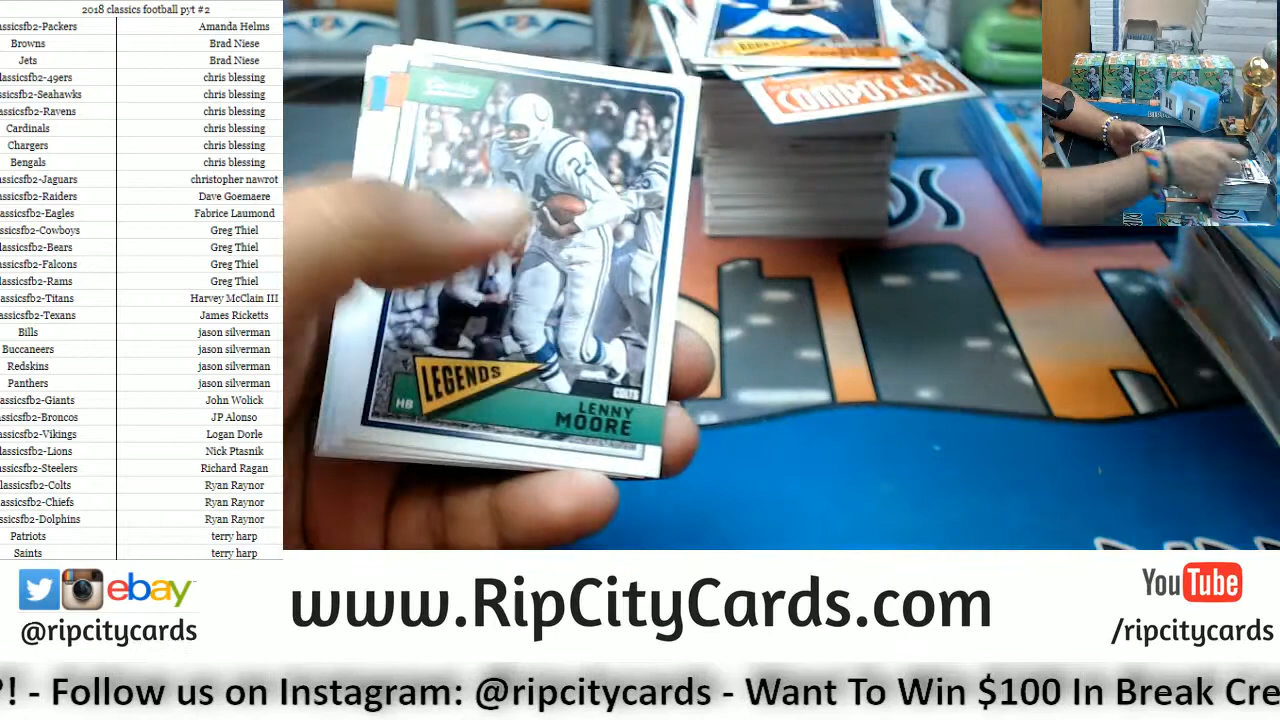 2018 classics football pyt #2
assicsfb2-Packers Amanda Helms
Browns Brad Niese
Jets Brad Niese
lassicsfb2-49ers chris blessing
assicsfb2-Seahawks chris blessing
assicsfb2-Ravens chris blessing
Cardinals chris blessing
Chargers chris blessing
Bengals chris blessing
assicsfb2-Jaguars christopher nawrot
assicsfb2-Raiders Dave Goemaere
assicsfb2-Eagles Fabrice Laumond
assicsfb2-Cowboys Greg Thiel
lassicsfb2-Bears Greg Thiel
assicsfb2-Falcons Greg Thiel
lassicsfb2-Rams Greg Thiel
assicsfb2-Titans Harvey McClain III
assicsfb2-Texans James Ricketts
Bills jason silverman
Buccaneers jason silverman
Redskins jason silverman
Panthers jason silverman
assicsfb2-Giants John Wolick
assicsfb2-Broncos JP Alonso
assicsfb2-Vikings Logan Dorle
lassicsfb2-Lions Nick Ptasnik
assicsfb2-Steelers Richard Ragan
lassicsfb2-Colts Ryan Raynor
assicsfb2-Chiefs Ryan Raynor
ssicsfb2-Dolphins Ryan Raynor
Patriots terry harp
Saints terry harp
COMPOSERS
24
LEGENDS
HB
COLTS
LENNY
MOORE
R T
ebay
@ripcitycards
www.RipCityCards.com
YouTube
/ripcitycards
P! - Follow us on Instagram: @ripcitycards - Want To Win $100 In Break Cre